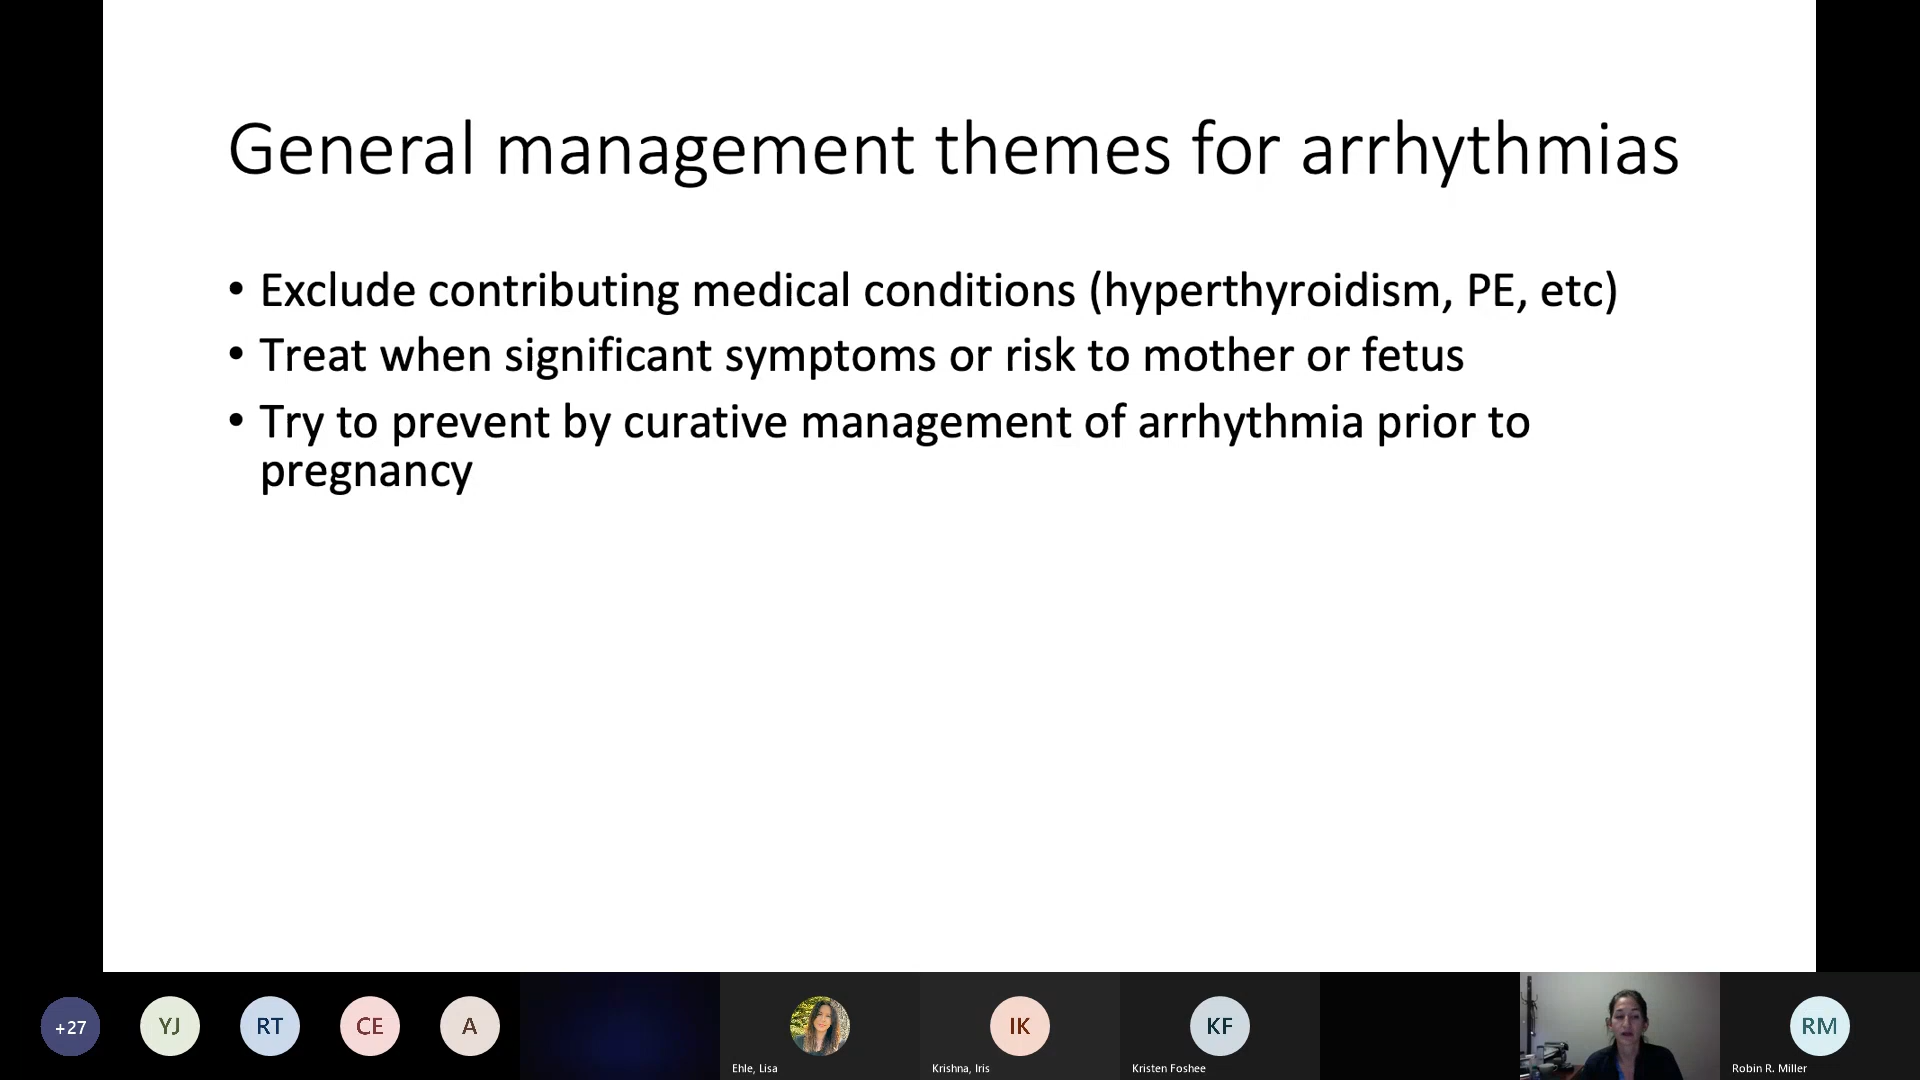 General management themes for arrhythmias
• Exclude contributing medical conditions (hyperthyroidism, PE, etc)
• Treat when significant symptoms or risk to mother or fetus
• Try to prevent by curative management of arrhythmia prior to
pregnancy
+27
YJ
RT
CE
A
IK
KF
RM
Ehle, Lisa
Krishna, Iris
Kristen Foshee
Robin R. Miller